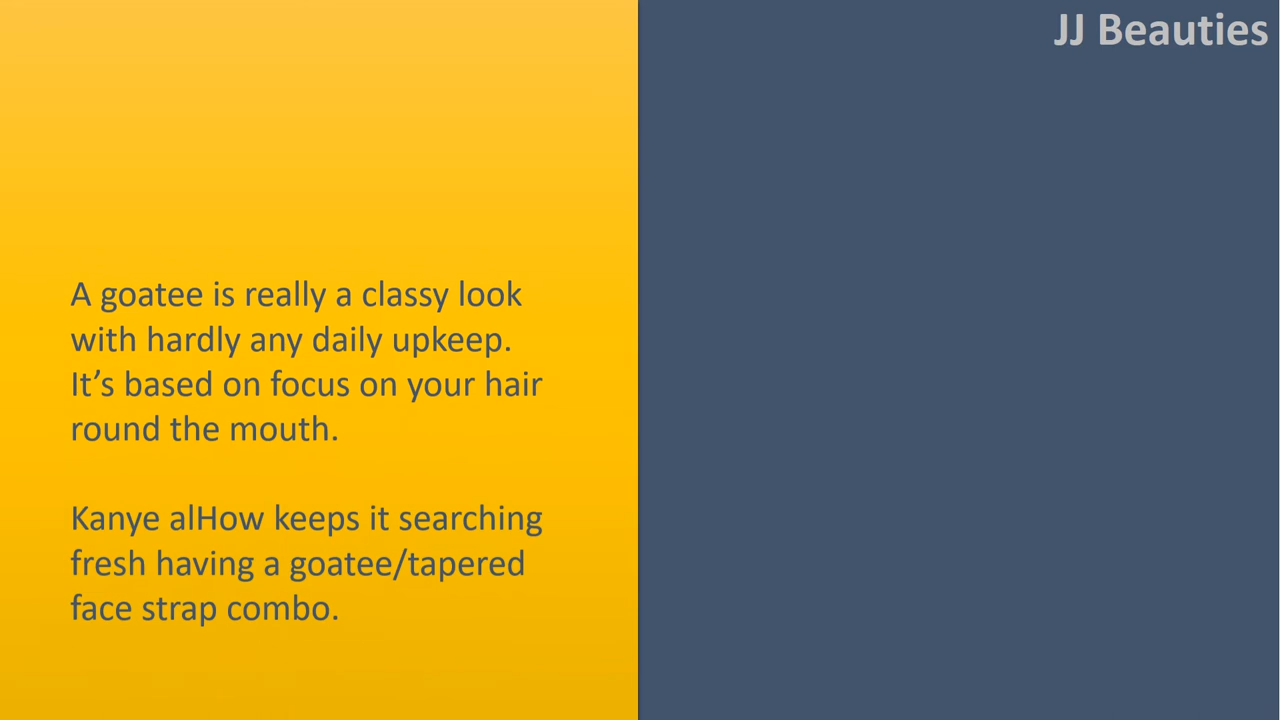 JJ Beauties
A goatee is really a classy look
with hardly any daily upkeep.
It’s based on focus on your hair
round the mouth.
Kanye alHow keeps it searching
fresh having a goatee/tapered
face strap combo.